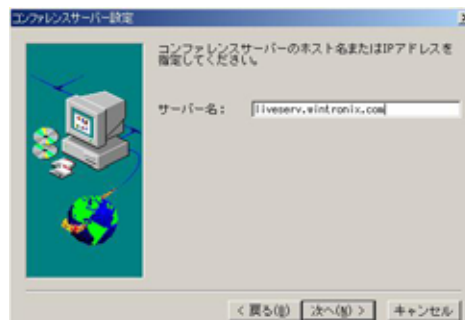 コンファレンスサーバー設定
コンファレンスサーバーのホスト名またはIPアドレスを
指定してください。
サーバー名：
liveserv.wintronix.com
< 戻る(B)
次へ(N) >
キャンセル